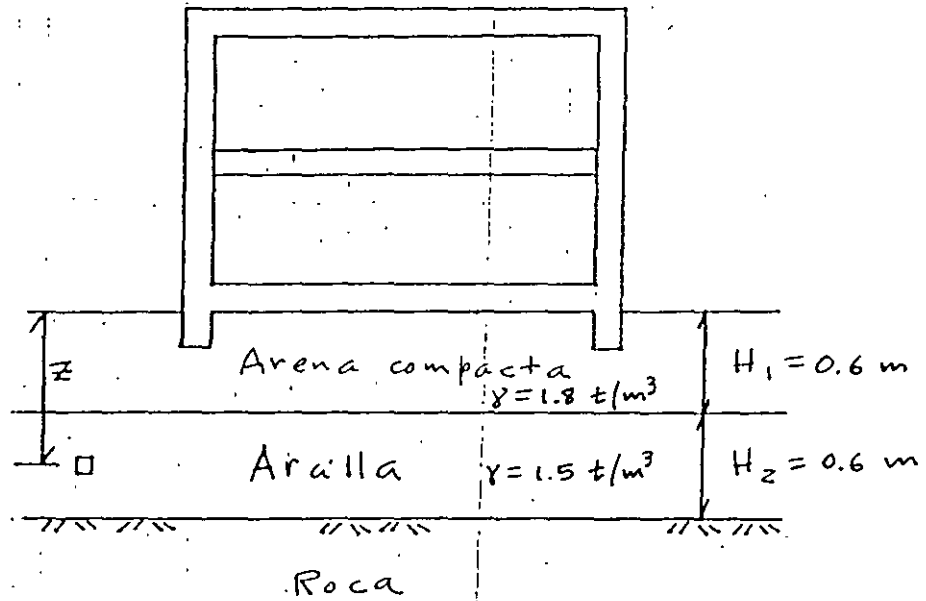 z
Arena compacta
γ=1.8 t/m³
H₁ = 0.6 m
Arcilla
γ=1.5 t/m³
H₂ = 0.6 m
Roca